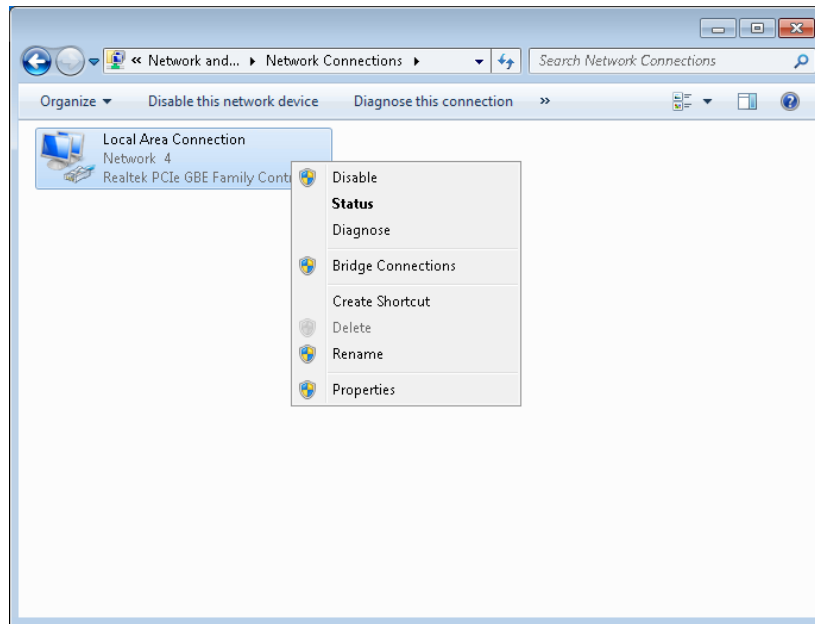 « Network and... ▸ Network Connections ▸
Search Network Connections
Organize ▾ Disable this network device Diagnose this connection »
Local Area Connection
Network 4
Realtek PCIe GBE Family Contr
Disable
Status
Diagnose
Bridge Connections
Create Shortcut
Delete
Rename
Properties